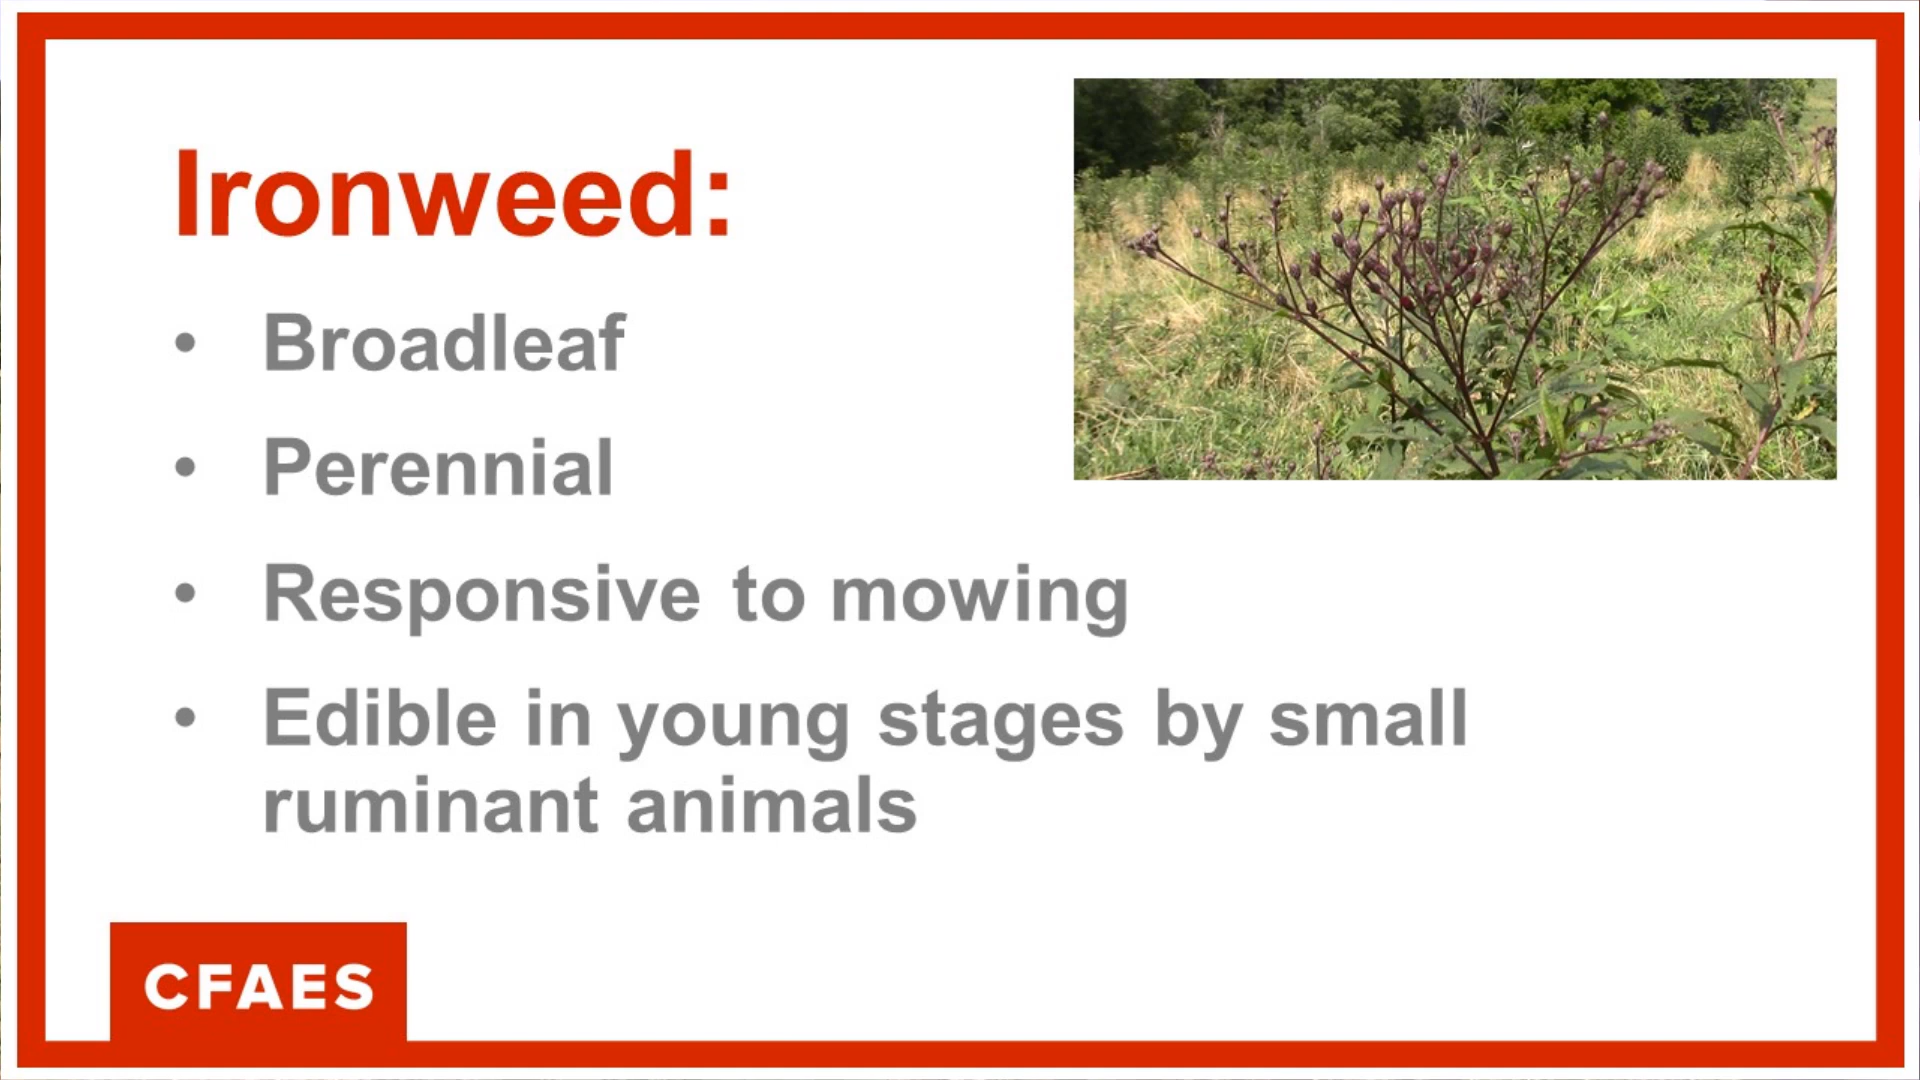 Ironweed:
• Broadleaf
• Perennial
• Responsive to mowing
• Edible in young stages by small
ruminant animals
CFAES